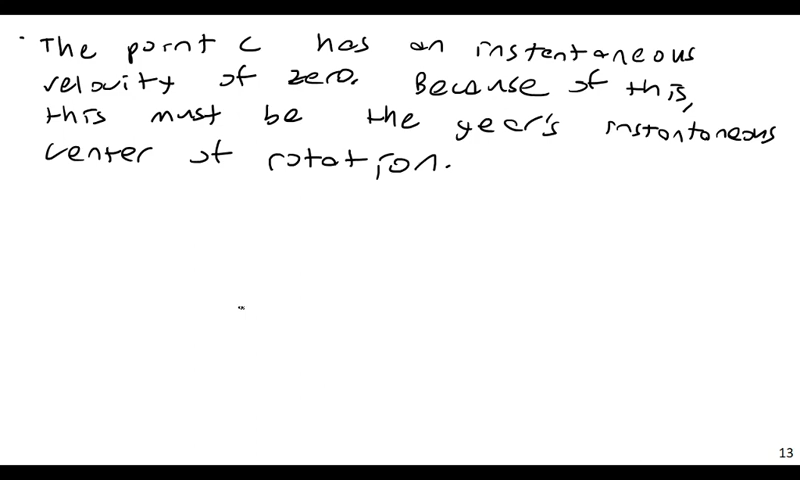 · The point C has an instantaneous
velocity of zero. Because of this,
this must be the gear's instantaneous
center of rotation.
13